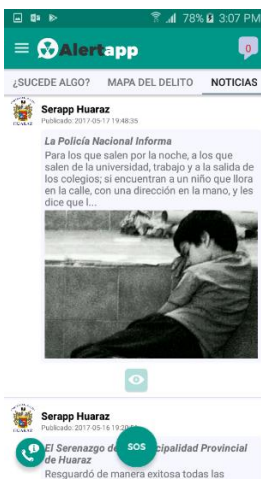 78% 3:07 PM
Alertapp
0
¿SUCEDE ALGO? MAPA DEL DELITO NOTICIAS
Serapp Huaraz
Publicado: 2017-05-17 19:48:35
La Policía Nacional Informa
Para los que salen por la noche, a los que
salen de la universidad, trabajo y a la salida de
los colegios; si encuentran a un niño que llora
en la calle, con una dirección en la mano, y les
dice que l...
Serapp Huaraz
Publicado: 2017-05-16 19:20
El Serenazgo de cipalidad Provincial
SOS
de Huaraz
Resguardó de manera exitosa todas las